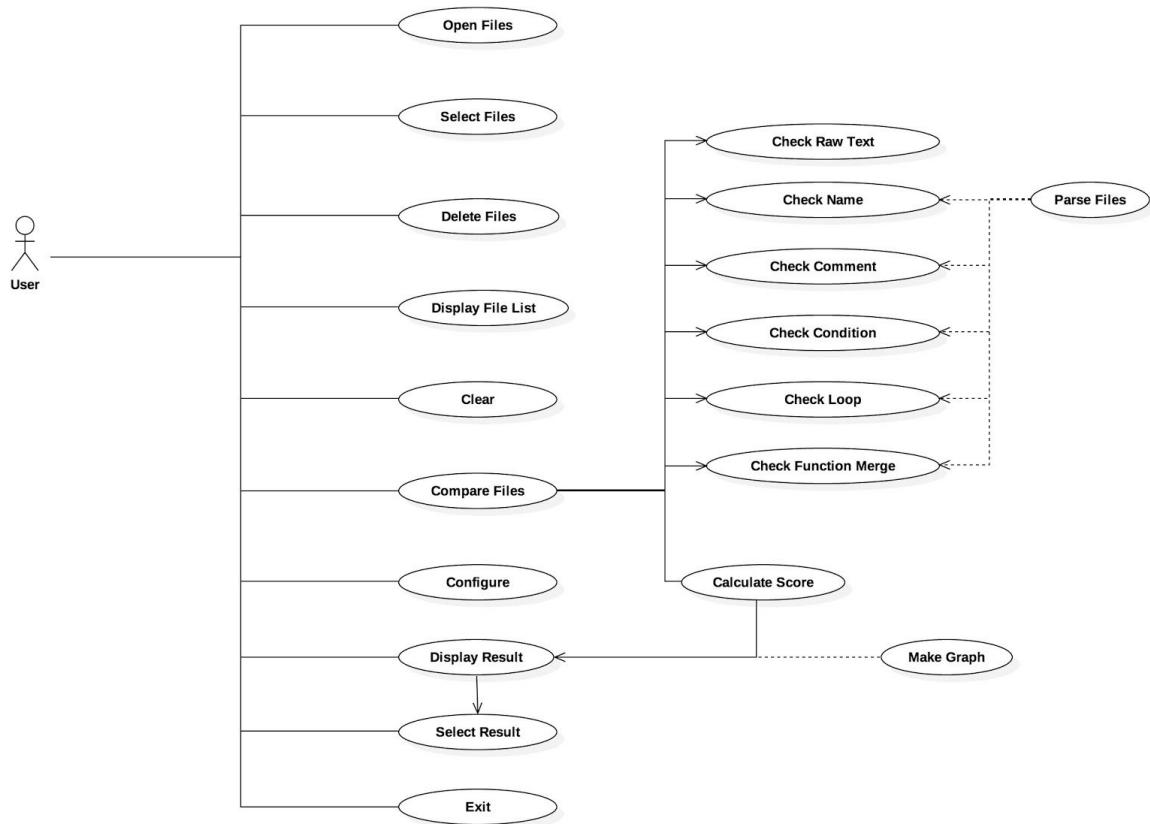 Open Files
Select Files
Check Raw Text
Check Name
Parse Files
Delete Files
User
Check Comment
Display File List
Check Condition
Clear
Check Loop
Check Function Merge
Compare Files
Configure
Calculate Score
Display Result
Make Graph
Select Result
Exit